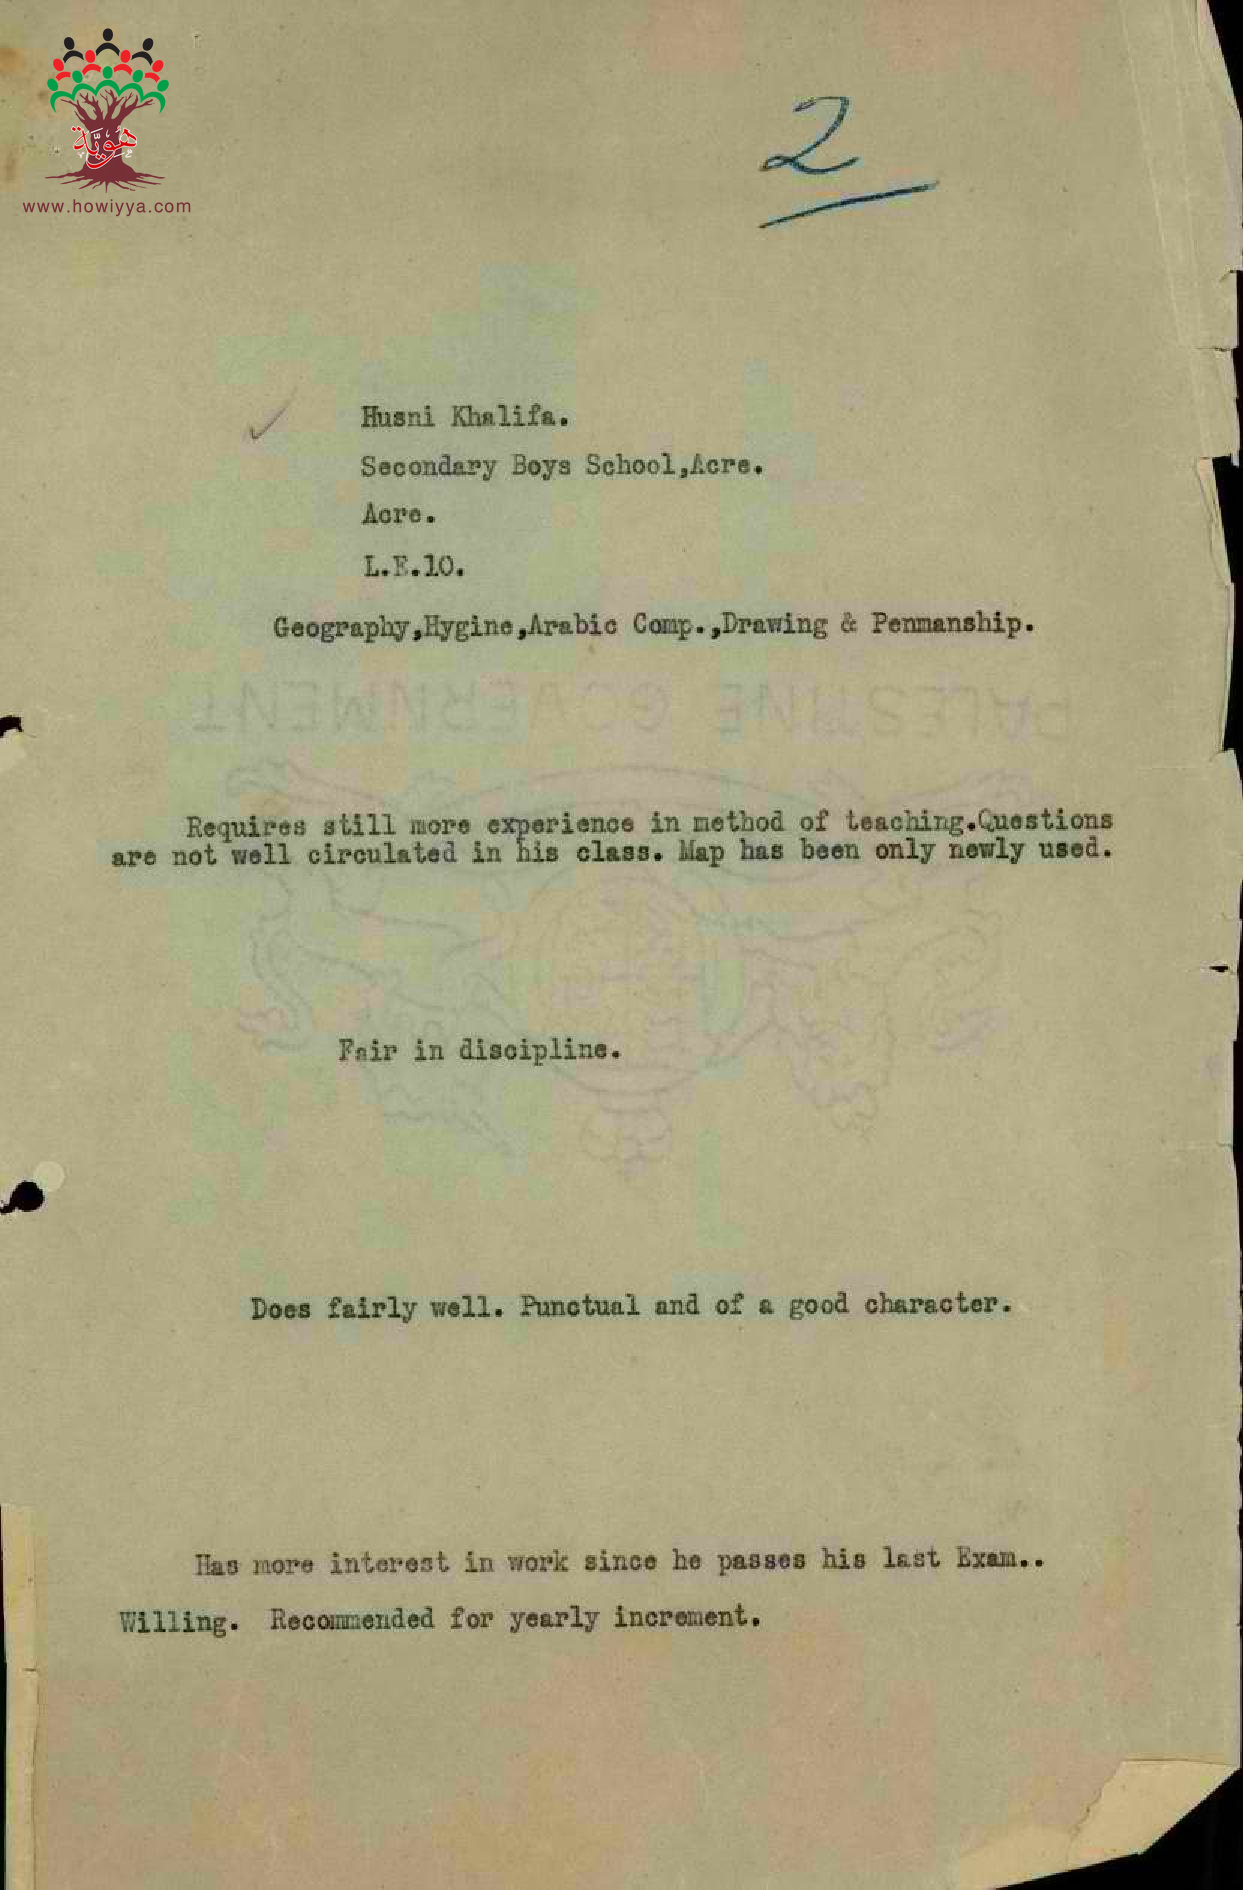 هوية
www.howiyya.com
2
Husni Khalifa.
Secondary Boys School,Acre.
Acre.
L.E.10.
Geography,Hygine,Arabic Comp.,Drawing & Penmanship.
PALESTINE GOVERNMENT
Requires still more experience in method of teaching.Questions
are not well circulated in his class. Map has been only newly used.
Fair in discipline.
Does fairly well. Punctual and of a good character.
Has more interest in work since he passes his last Exam..
Willing. Recommended for yearly increment.